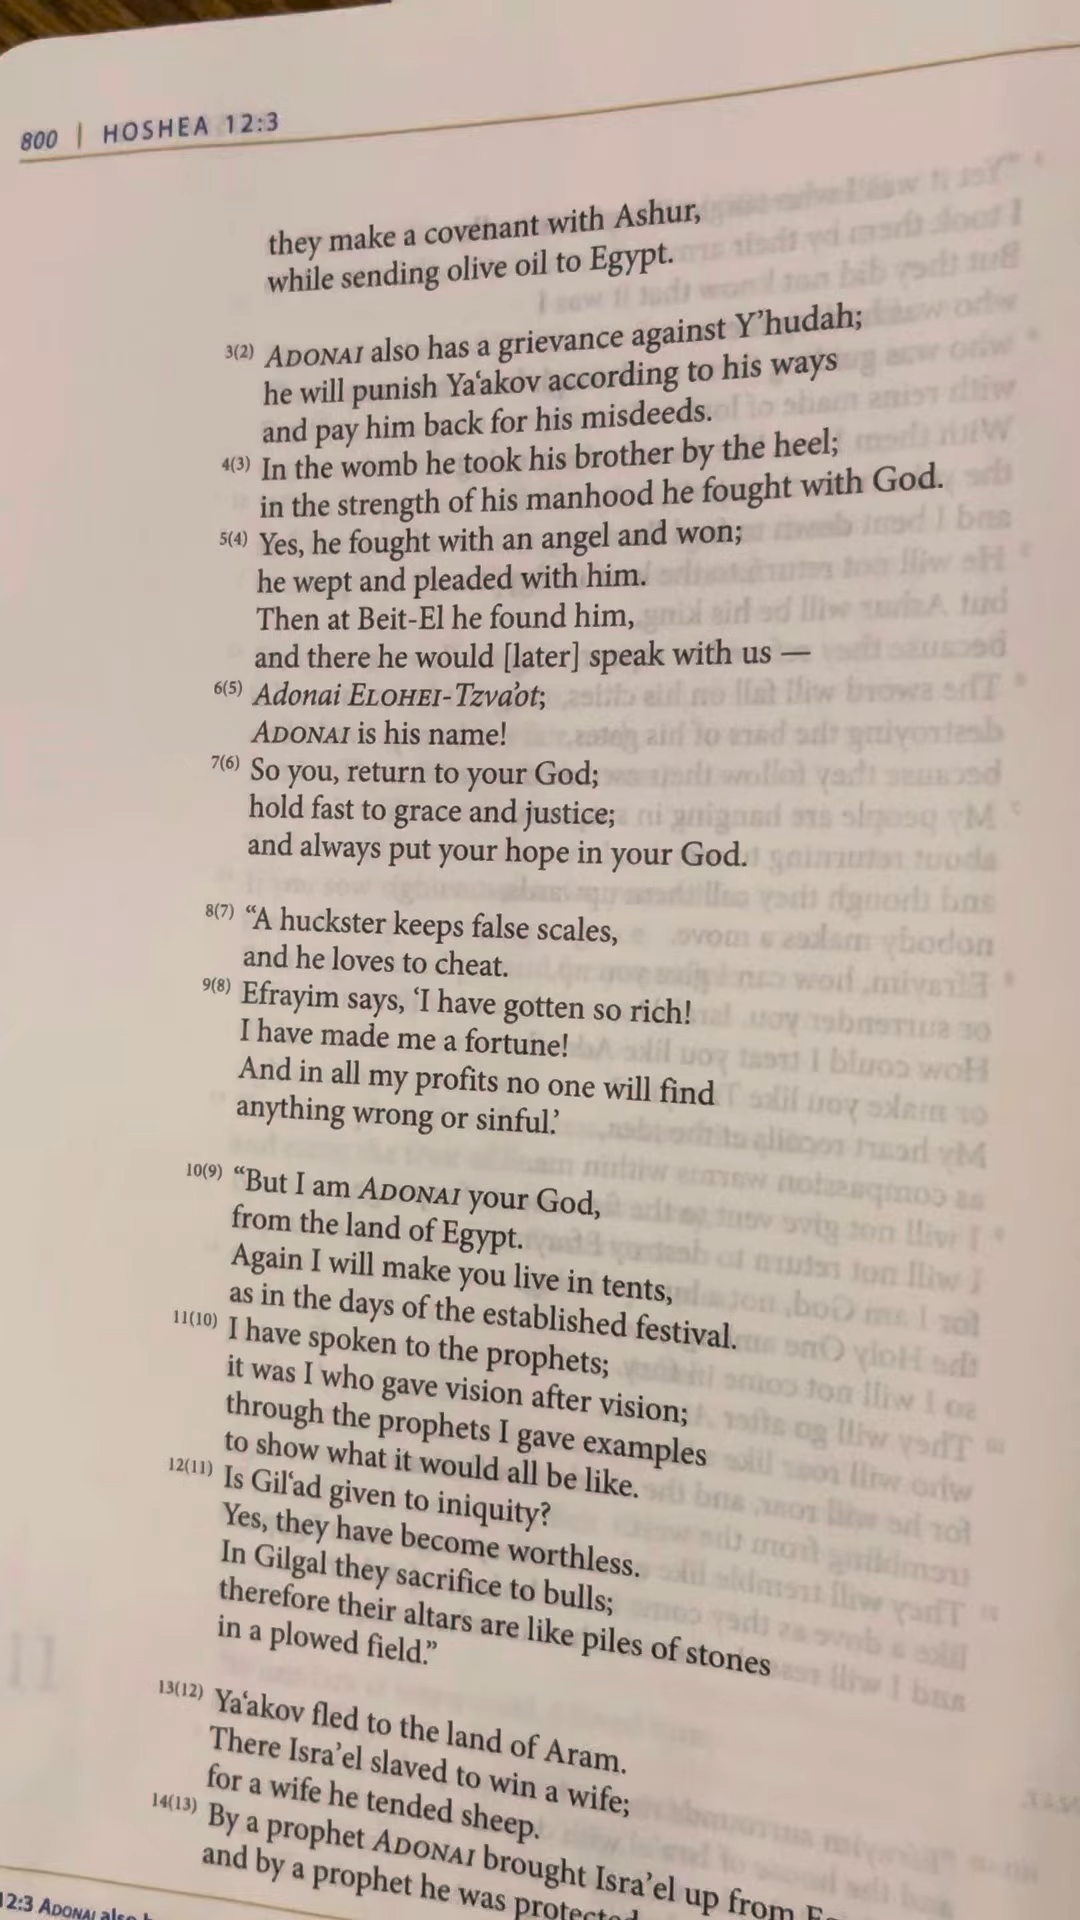 800 | HOSHEA 12:3
they make a covenant with Ashur,
while sending olive oil to Egypt.
3(2) ADONAI also has a grievance against Y’hudah;
he will punish Ya‘akov according to his ways
and pay him back for his misdeeds.
4(3) In the womb he took his brother by the heel;
in the strength of his manhood he fought with God.
5(4) Yes, he fought with an angel and won;
he wept and pleaded with him.
Then at Beit-El he found him,
and there he would [later] speak with us —
6(5) Adonai ELOHEI-Tzva’ot;
ADONAI is his name!
7(6) So you, return to your God;
hold fast to grace and justice;
and always put your hope in your God.
8(7) “A huckster keeps false scales,
and he loves to cheat.
9(8) Efrayim says, ‘I have gotten so rich!
I have made me a fortune!
And in all my profits no one will find
anything wrong or sinful.’
10(9) “But I am ADONAI your God,
from the land of Egypt.
Again I will make you live in tents,
as in the days of the established festival.
11(10) I have spoken to the prophets;
it was I who gave vision after vision;
through the prophets I gave examples
to show what it would all be like.
12(11) Is Gil‘ad given to iniquity?
Yes, they have become worthless.
In Gilgal they sacrifice to bulls;
therefore their altars are like piles of stones
in a plowed field.”
13(12) Ya‘akov fled to the land of Aram.
There Isra’el slaved to win a wife;
for a wife he tended sheep.
14(13) By a prophet ADONAI brought Isra’el up from
and by a prophet he was protected
12:3 ADONAI also